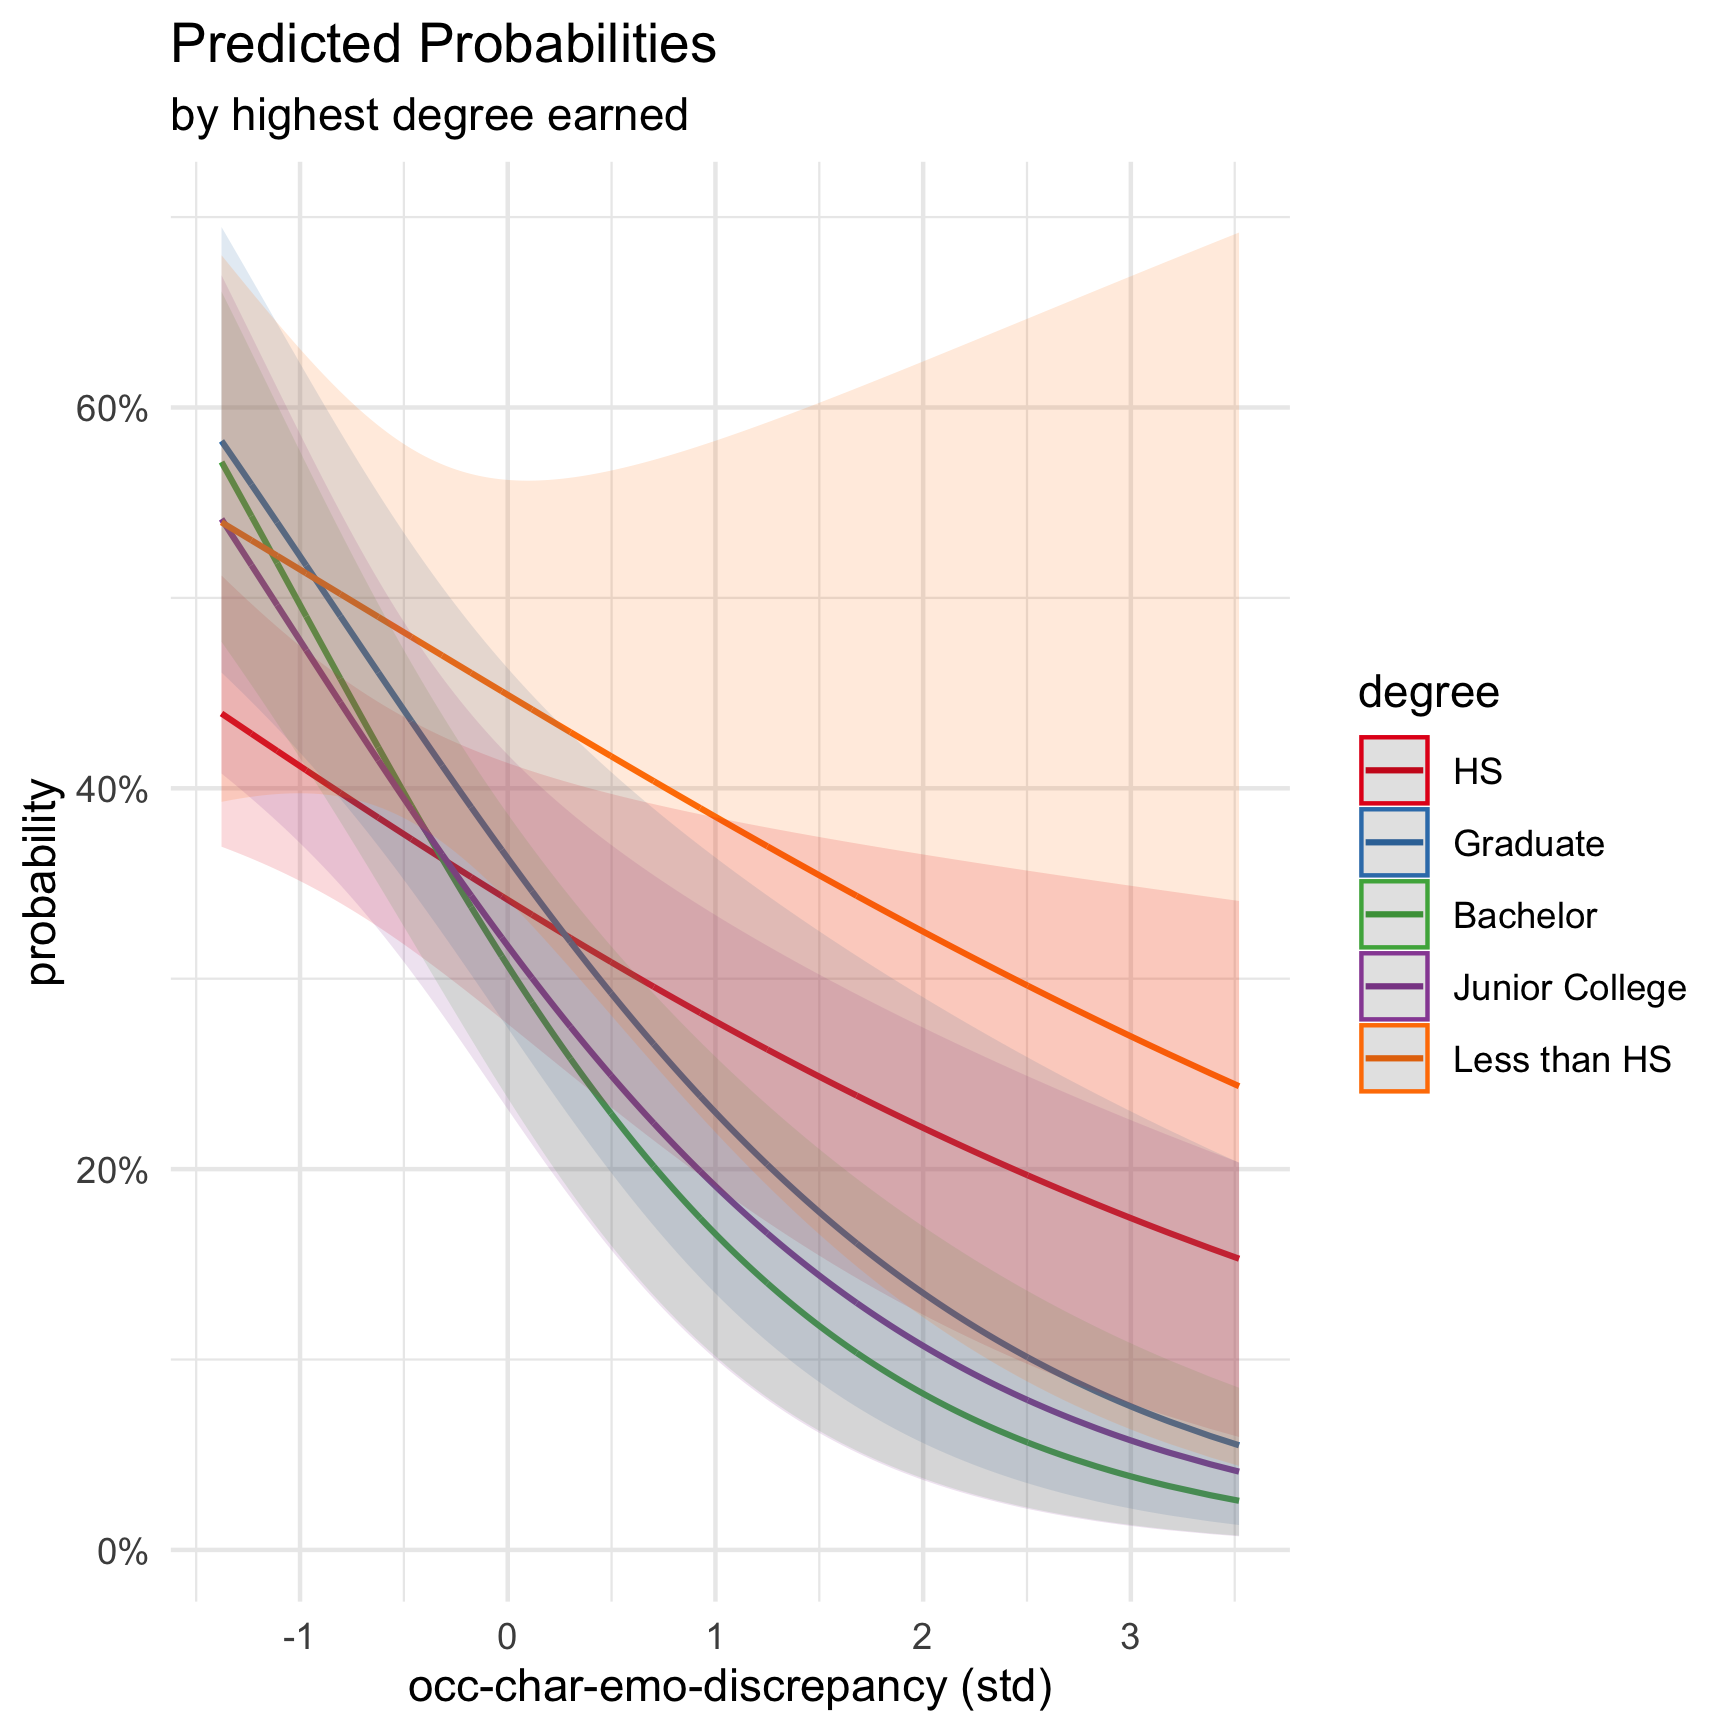 Predicted Probabilities
by highest degree earned
probability
60%
40%
20%
0%
-1 0 1 2 3
occ-char-emo-discrepancy (std)
degree
HS
Graduate
Bachelor
Junior College
Less than HS